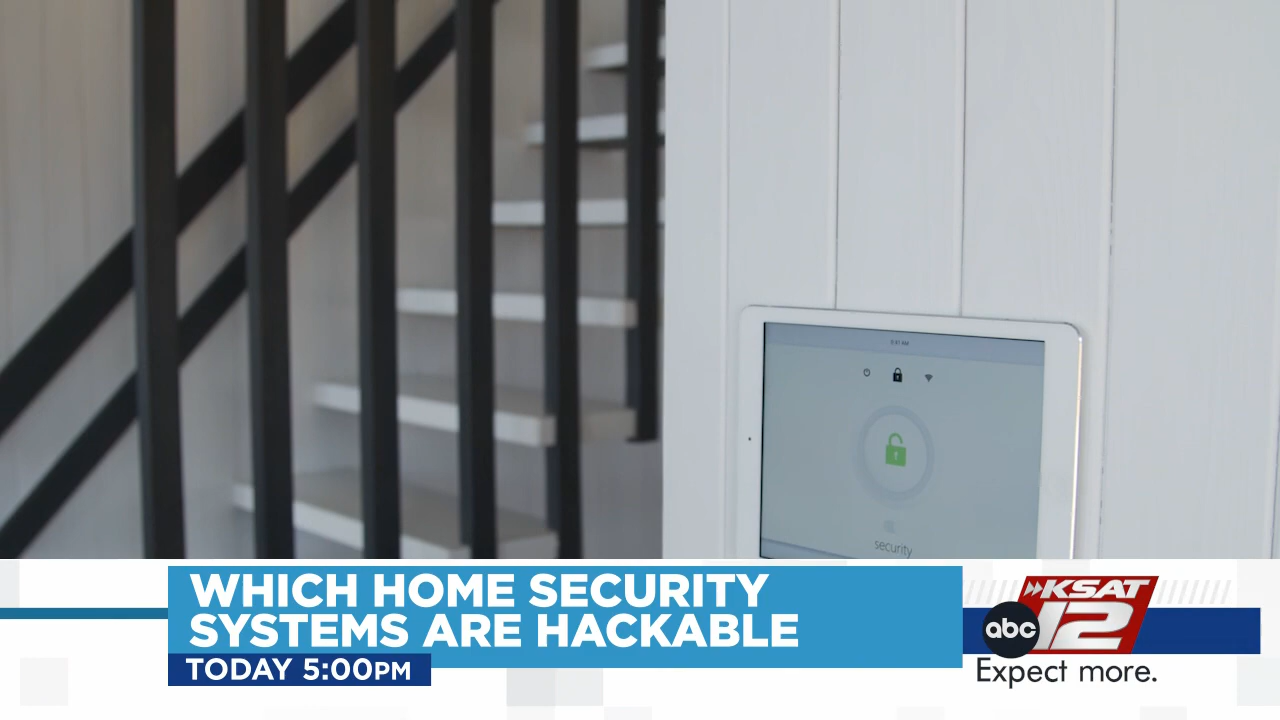 security
WHICH HOME SECURITY
SYSTEMS ARE HACKABLE
TODAY 5:00PM
abc
KSAT
12
Expect more.